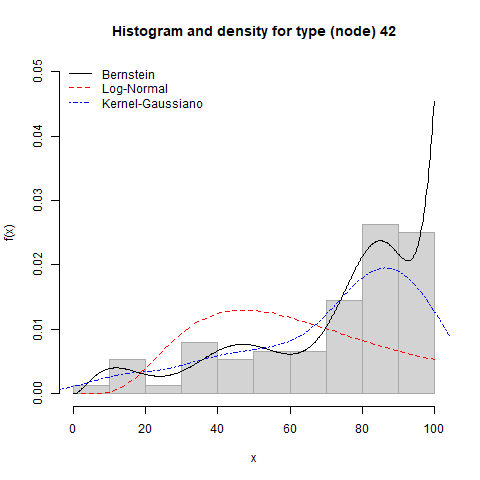 Histogram and density for type (node) 42
Bernstein
Log-Normal
Kernel-Gaussiano
0.05
0.04
0.03
0.02
0.01
0.00
f(x)
0 20 40 60 80 100
x